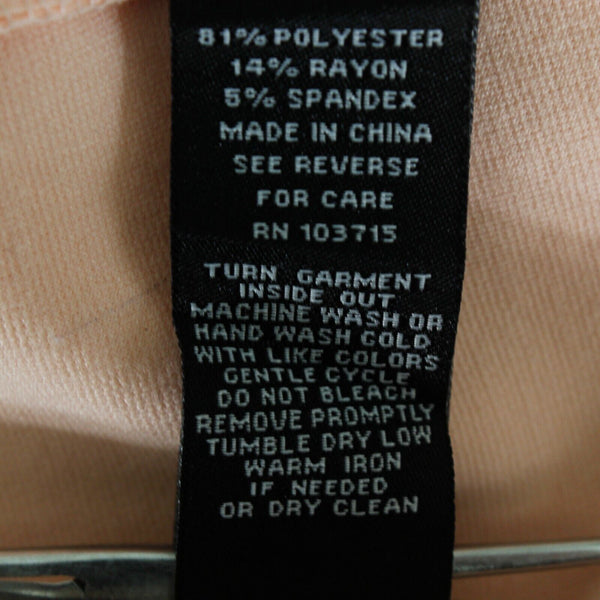 81% POLYESTER
14% RAYON
5% SPANDEX
MADE IN CHINA
SEE REVERSE
FOR CARE
RN 103715
TURN GARMENT
INSIDE OUT
MACHINE WASH OR
HAND WASH COLD
WITH LIKE COLORS
GENTLE CYCLE
DO NOT BLEACH
REMOVE PROMPTLY
TUMBLE DRY LOW
WARM IRON
IF NEEDED
OR DRY CLEAN